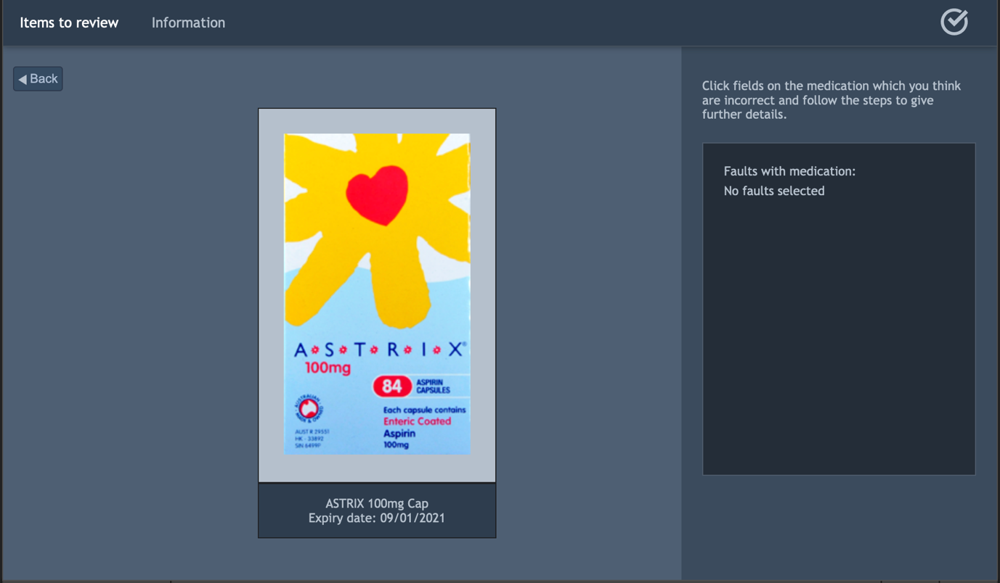 Items to review
Information
Back
Click fields on the medication which you think
are incorrect and follow the steps to give
further details.
Faults with medication:
No faults selected
A S T R I X®
100mg
84
ASPIRIN
CAPSULES
Each capsule contains
Enteric Coated
Aspirin
100mg
AUSTRALIAN
MADE & OWNED
AUST R 29551
HK - 33892
SIN 6499P
ASTRIX 100mg Cap
Expiry date: 09/01/2021